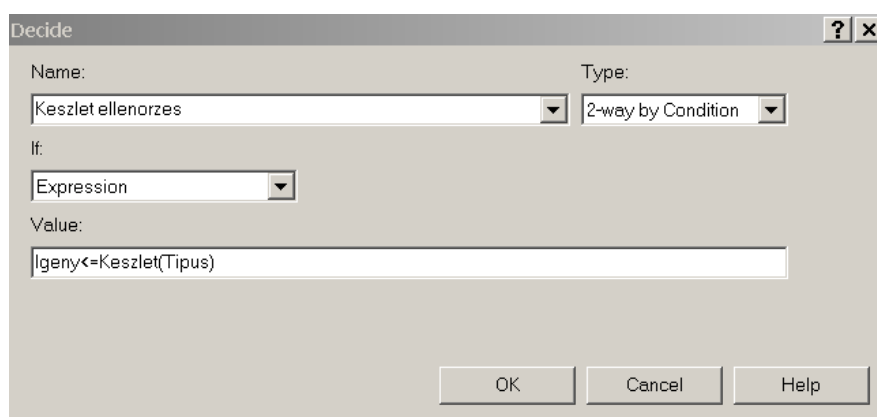 Decide ? ×
Name: Type:
Keszlet ellenorzes 2-way by Condition
If:
Expression
Value:
Igeny<=Keszlet(Tipus)
OK Cancel Help